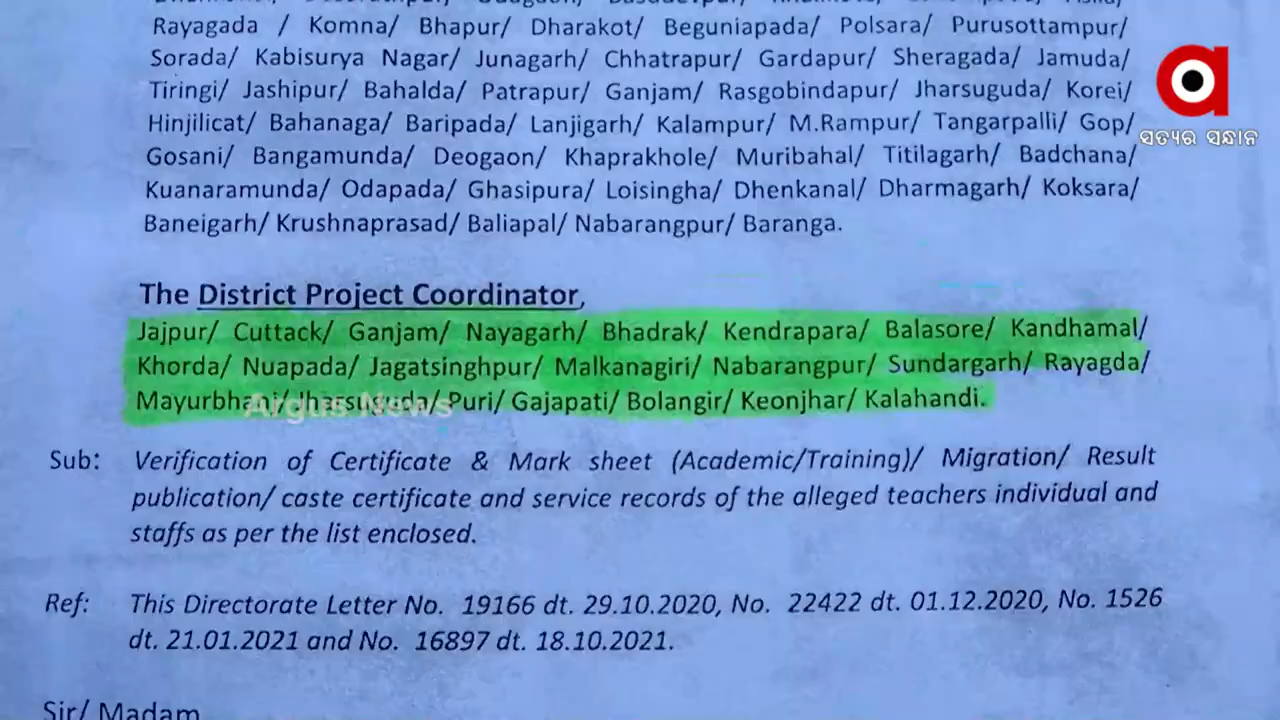 Rayagada / Komna/ Bhapur/ Dharakot/ Beguniapada/ Polsara/ Purusottampur/
Sorada/ Kabisurya Nagar/ Junagarh/ Chhatrapur/ Gardapur/ Sheragada/ Jamuda/
Tiringi/ Jashipur/ Bahalda/ Patrapur/ Ganjam/ Rasgobindapur/ Jharsuguda/ Korei/
Hinjilicat/ Bahanaga/ Baripada/ Lanjigarh/ Kalampur/ M.Rampur/ Tangarpalli/ Gop/
ସତ୍ୟର ସନ୍ଧାନ
Gosani/ Bangamunda/ Deogaon/ Khaprakhole/ Muribahal/ Titilagarh/ Badchana/
Kuanaramunda/ Odapada/ Ghasipura/ Loisingha/ Dhenkanal/ Dharmagarh/ Koksara/
Baneigarh/ Krushnaprasad/ Baliapal/ Nabarangpur/ Baranga.
The District Project Coordinator,
Jajpur/ Cuttack/ Ganjam/ Nayagarh/ Bhadrak/ Kendrapara/ Balasore/ Kandhamal/
Khorda/ Nuapada/ Jagatsinghpur/ Malkanagiri/ Nabarangpur/ Sundargarh/ Rayagda/
Mayurbhanj/ Jharsuguda/ Puri/ Gajapati/ Bolangir/ Keonjhar/ Kalahandi.
Argus News
Sub: Verification of Certificate & Mark sheet (Academic/Training)/ Migration/ Result
publication/ caste certificate and service records of the alleged teachers individual and
staffs as per the list enclosed.
Ref: This Directorate Letter No. 19166 dt. 29.10.2020, No. 22422 dt. 01.12.2020, No. 1526
dt. 21.01.2021 and No. 16897 dt. 18.10.2021.
Sir/ Madam